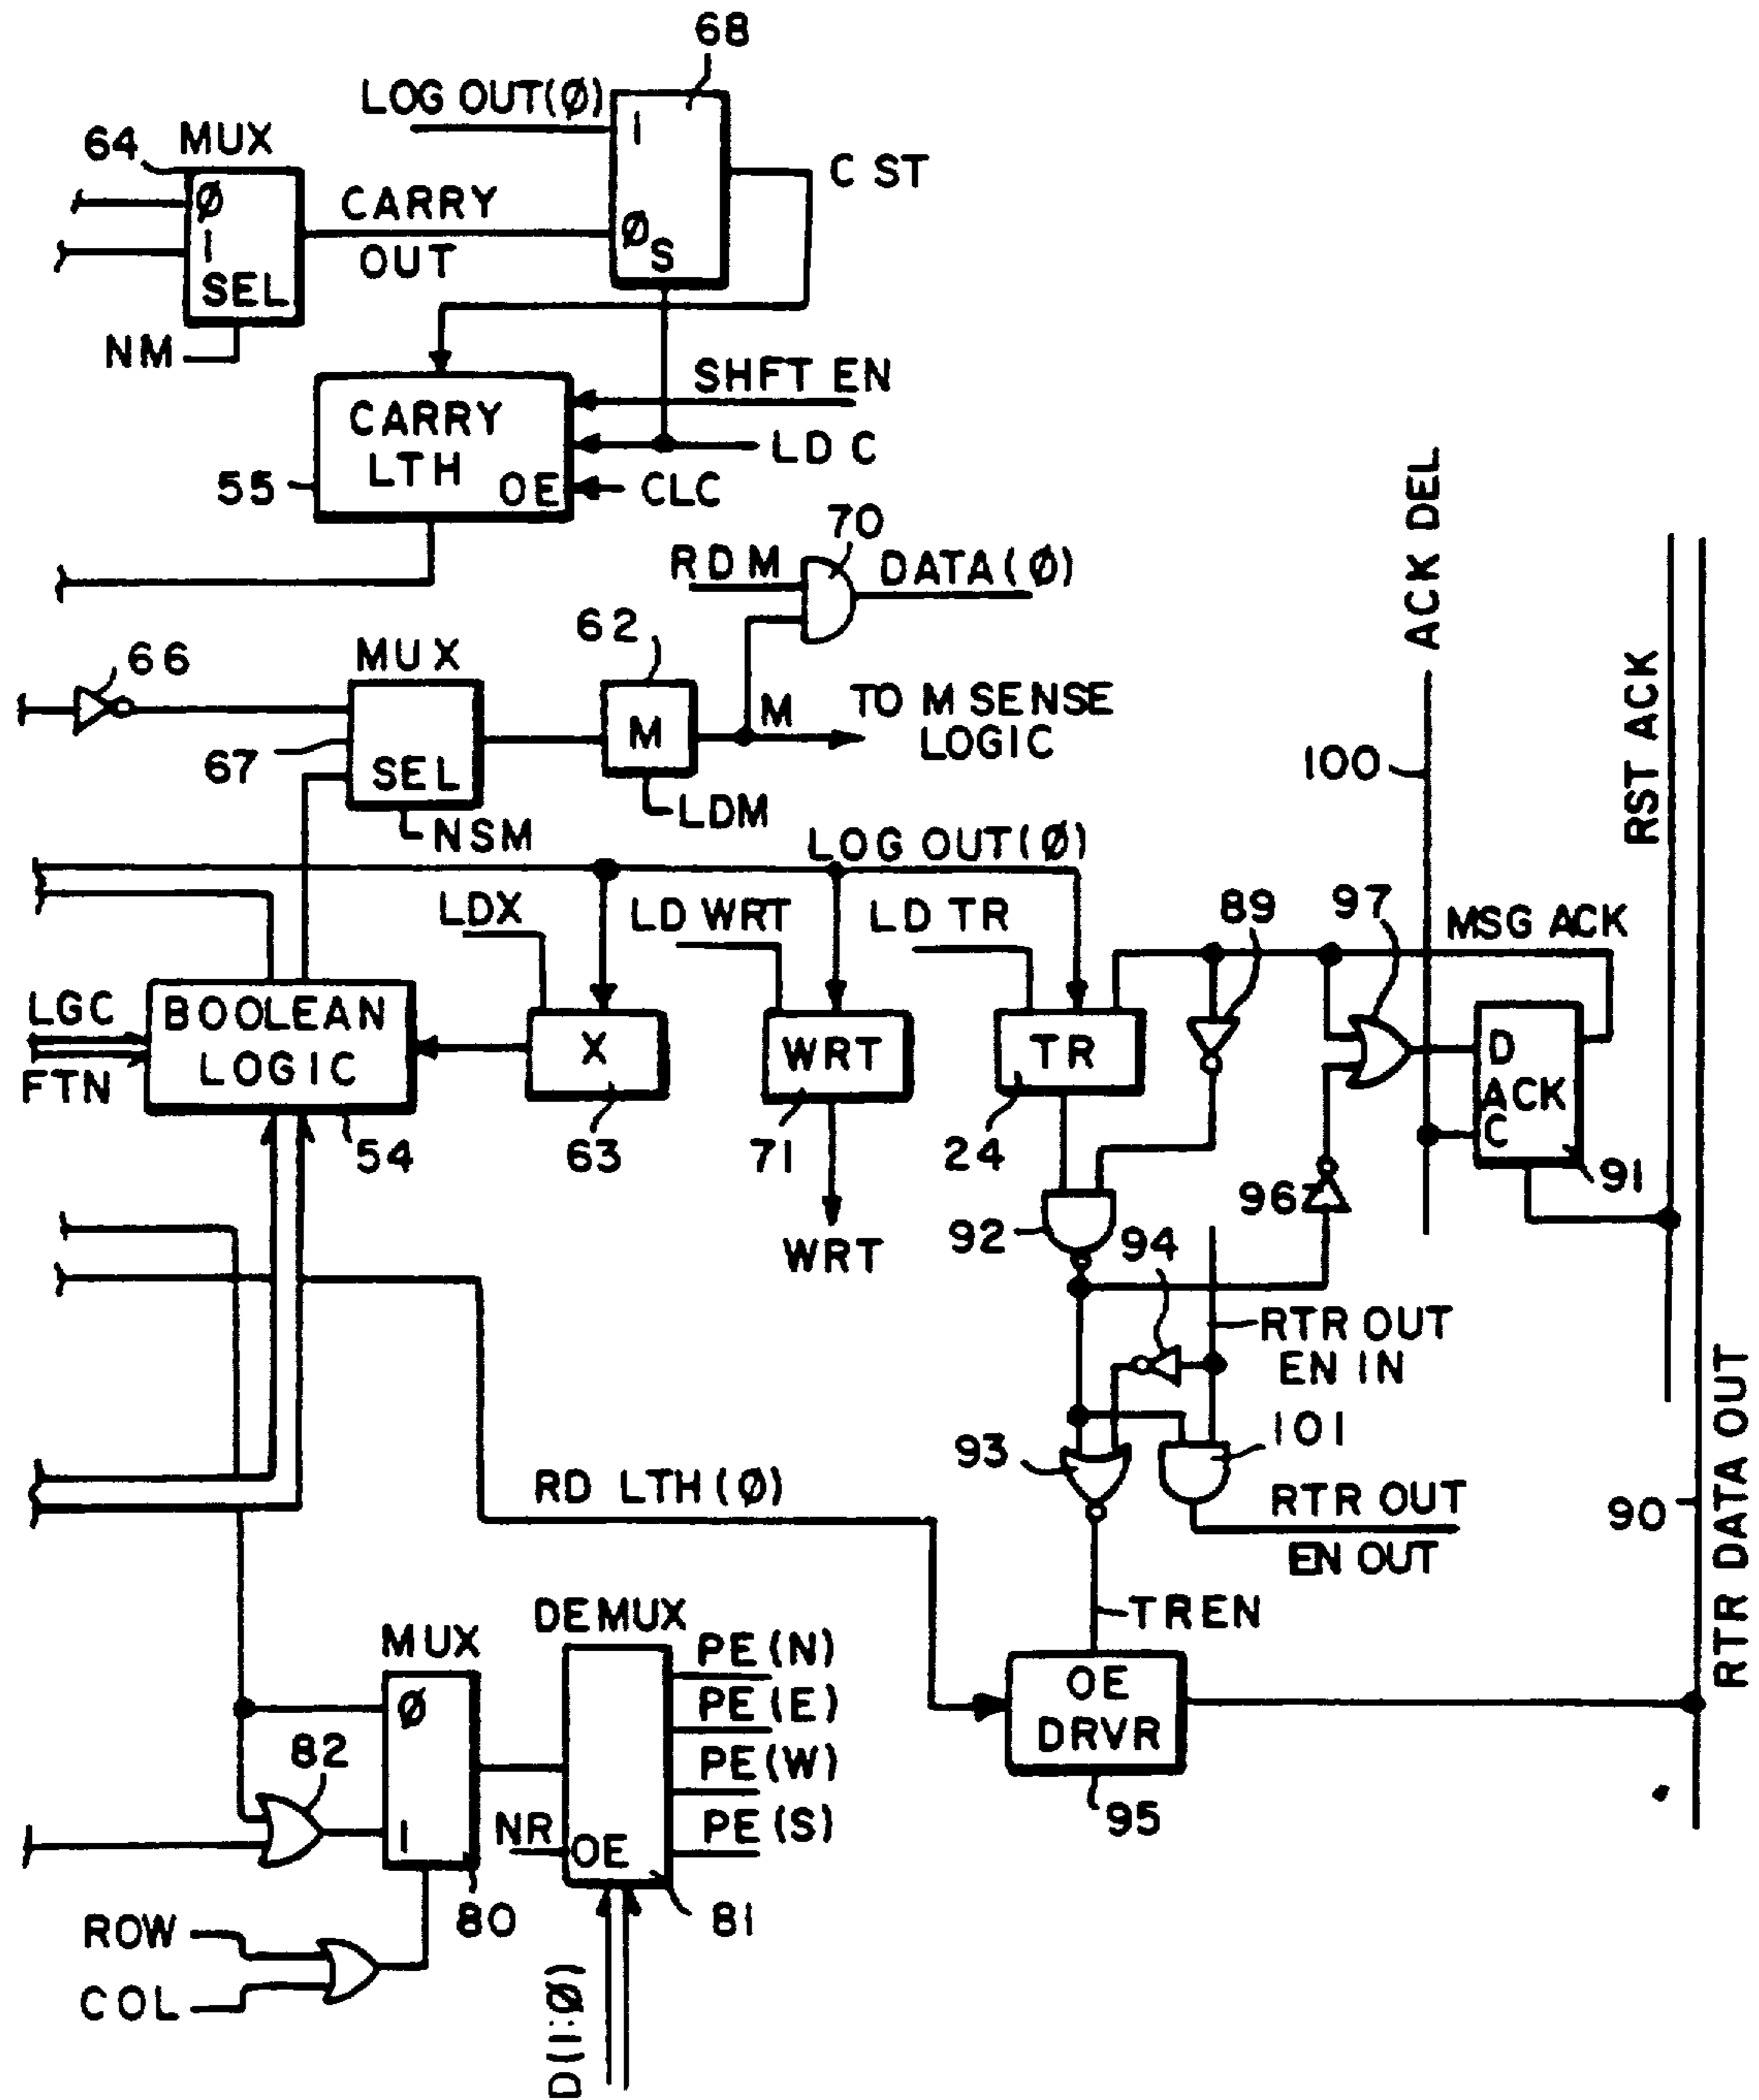 68
LOG OUT(Ø)
1
64
MUX
C ST
Ø
1
SEL
CARRY
OUT
Ø
S
NM
SHFT EN
CARRY
LTH
OE
LD C
55
CLC
ACK DEL
70
RDM
DATA(Ø)
62
66
MUX
RST ACK
M
TO M SENSE
LOGIC
67
SEL
M
100
LDM
NSM
LOG OUT(Ø)
LDX
LD WRT
LD TR
89
97
MSG ACK
LGC
FTN
BOOLEAN
LOGIC
X
WRT
TR
D
ACK
C
54
63
71
24
96
91
92
94
WRT
RTR OUT
EN IN
93
101
RD LTH(Ø)
RTR OUT
EN OUT
90
RTR DATA OUT
TREN
DEMUX
MUX
PE(N)
PE(E)
PE(W)
PE(S)
OE
DRVR
Ø
82
1
NR
OE
95
80
81
ROW
COL
D(1:Ø)